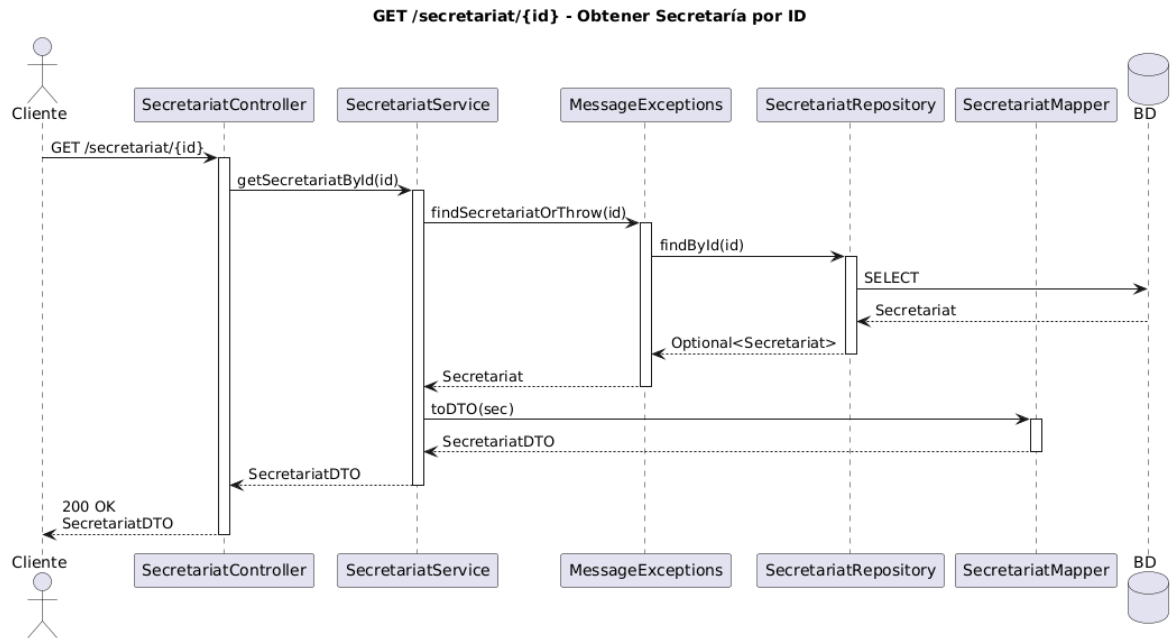 GET /secretariat/{id} - Obtener Secretaría por ID
Cliente
SecretariatController
SecretariatService
MessageExceptions
SecretariatRepository
SecretariatMapper
BD
GET /secretariat/{id}
getSecretariatById(id)
findSecretariatOrThrow(id)
findById(id)
SELECT
Secretariat
Optional<Secretariat>
Secretariat
toDTO(sec)
SecretariatDTO
SecretariatDTO
200 OK
SecretariatDTO
Cliente
SecretariatController
SecretariatService
MessageExceptions
SecretariatRepository
SecretariatMapper
BD